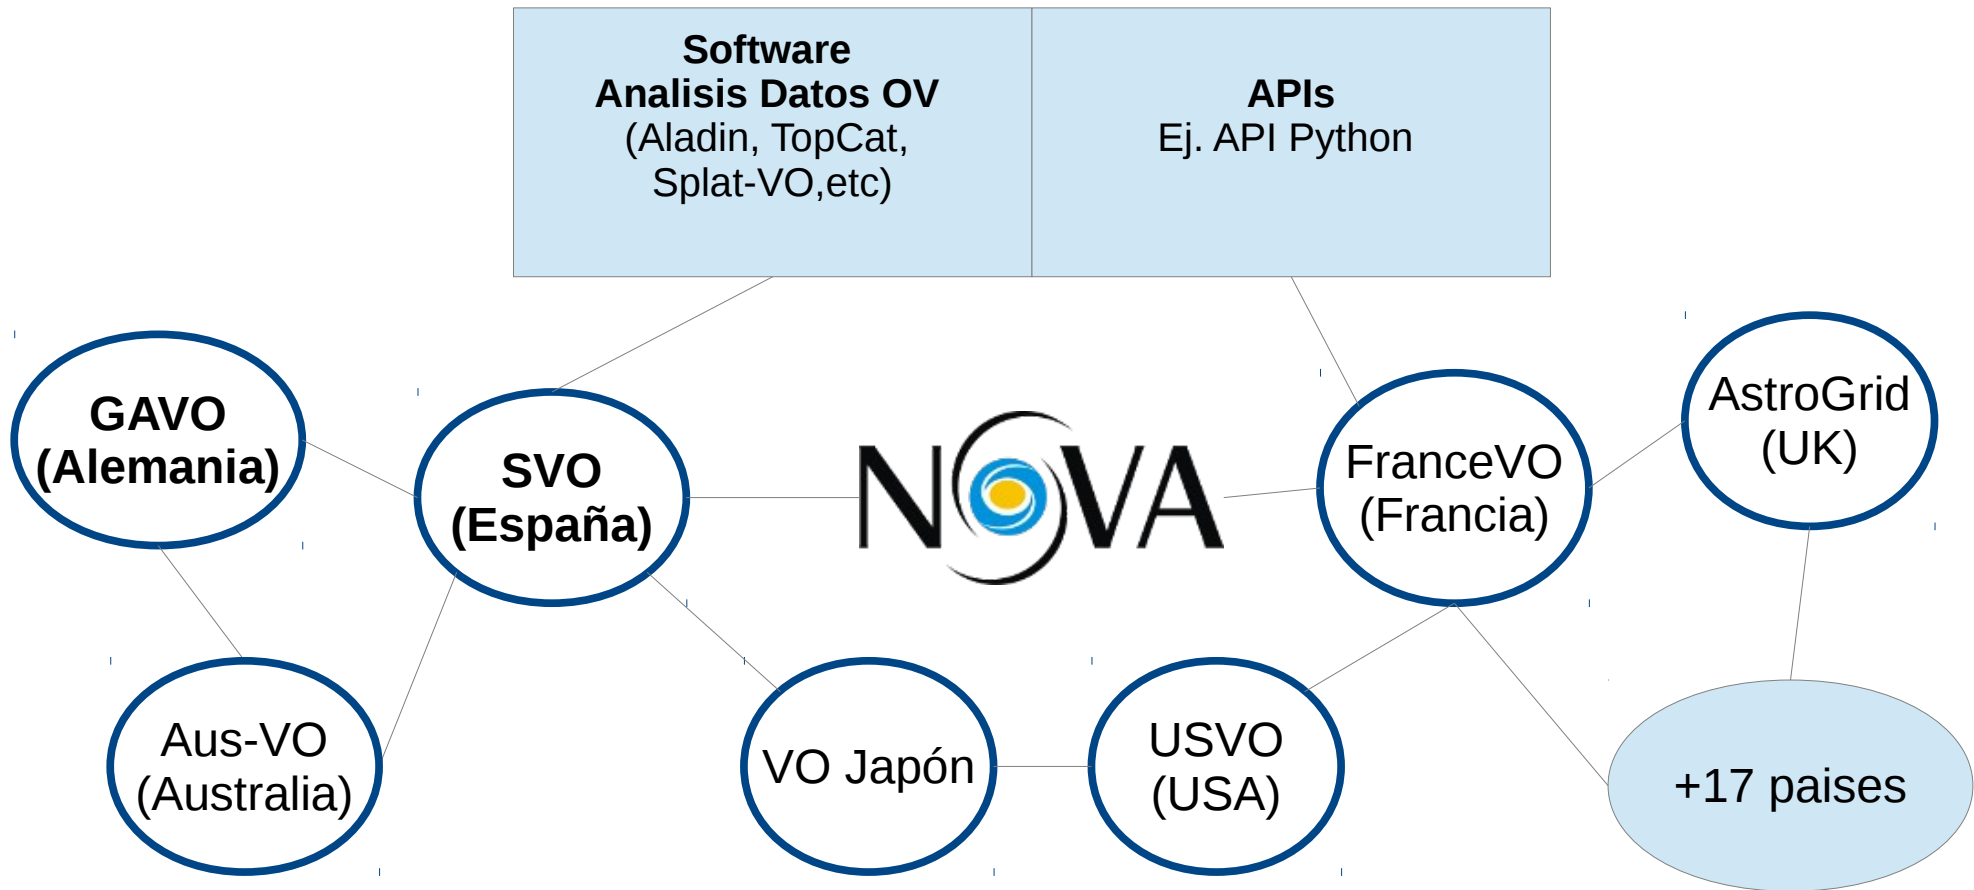 Software
Analisis Datos OV
(Aladin, TopCat,
Splat-VO,etc)
APIs
Ej. API Python
GAVO
(Alemania)
SVO
(España)
NOVA
FranceVO
(Francia)
AstroGrid
(UK)
Aus-VO
(Australia)
VO Japón
USVO
(USA)
+17 paises